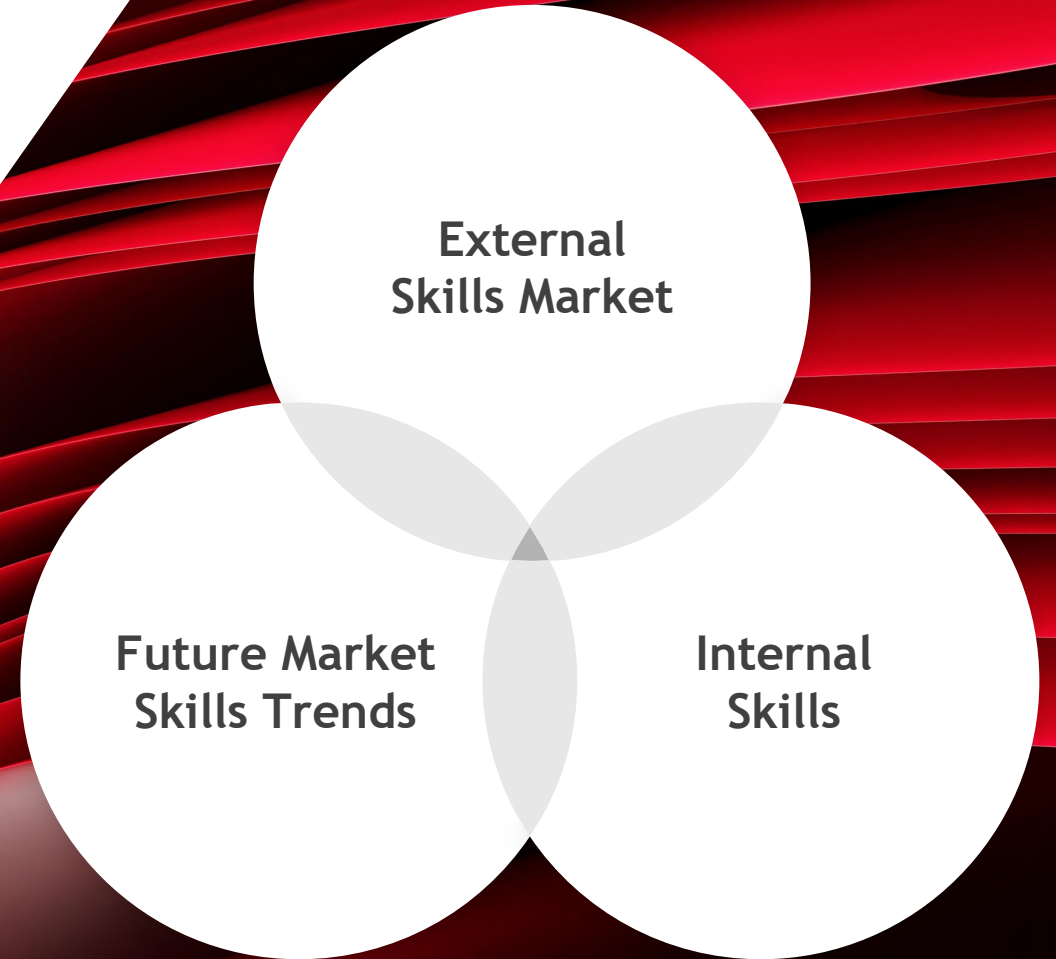 External
Skills Market
Future Market
Skills Trends
Internal
Skills